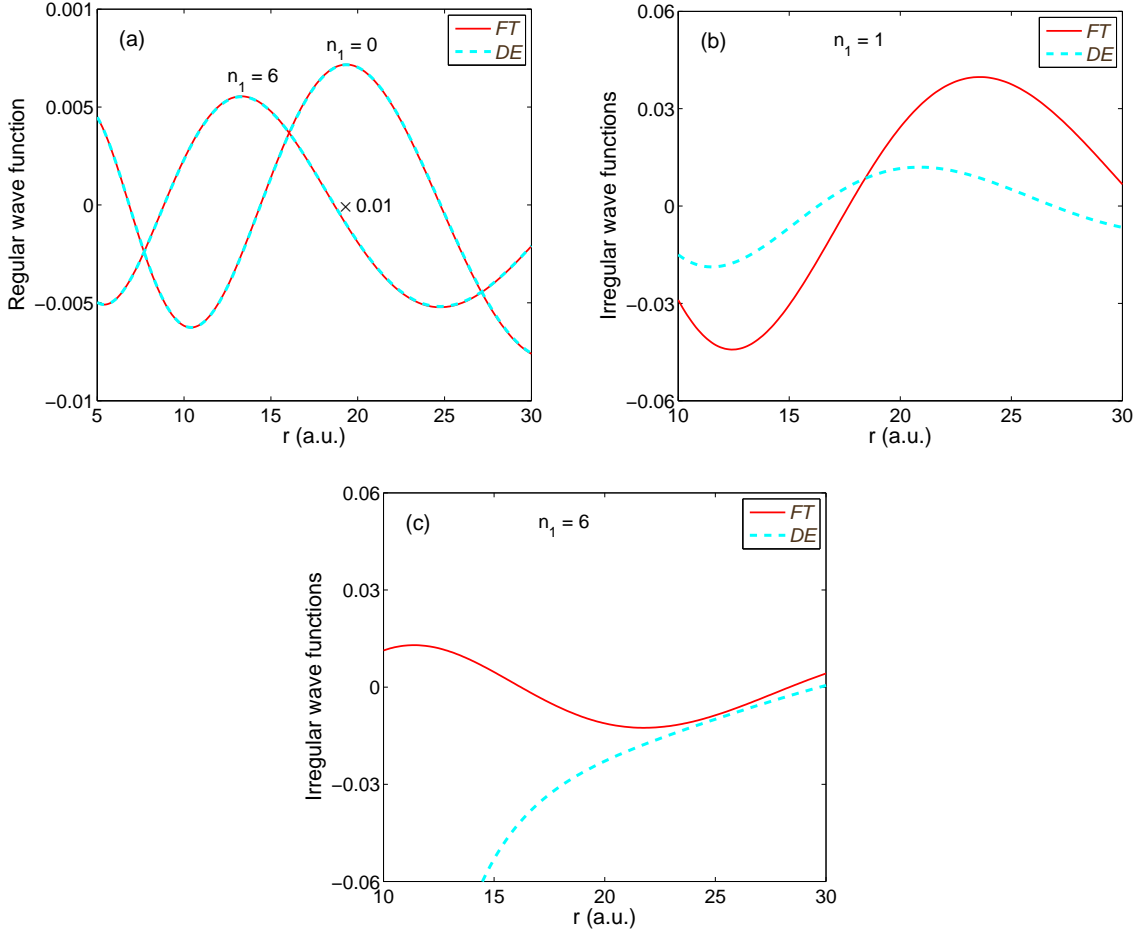 (a)
n1 = 0
n1 = 6
FT
DE
× 0.01
0.001
0.005
0
−0.005
−0.01
Regular wave function
5
10
15
20
25
30
r (a.u.)
(b)
n1 = 1
FT
DE
0.06
0.03
0
−0.03
−0.06
Irregular wave functions
10
15
20
25
30
r (a.u.)
(c)
n1 = 6
FT
DE
0.06
0.03
0
−0.03
−0.06
Irregular wave functions
10
15
20
25
30
r (a.u.)